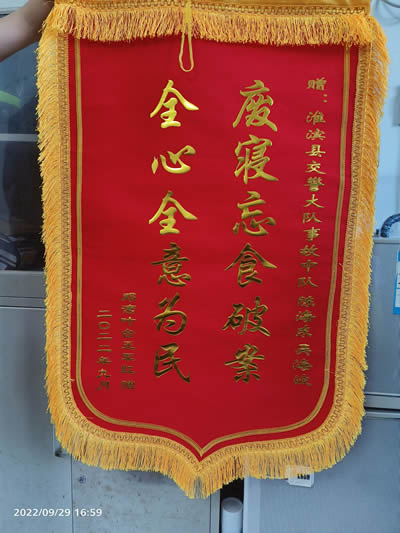 赠：淮滨县交警大队事故中队
废寝忘食破案
全心全意为民
二〇二二年九月
2022/09/29 16:59